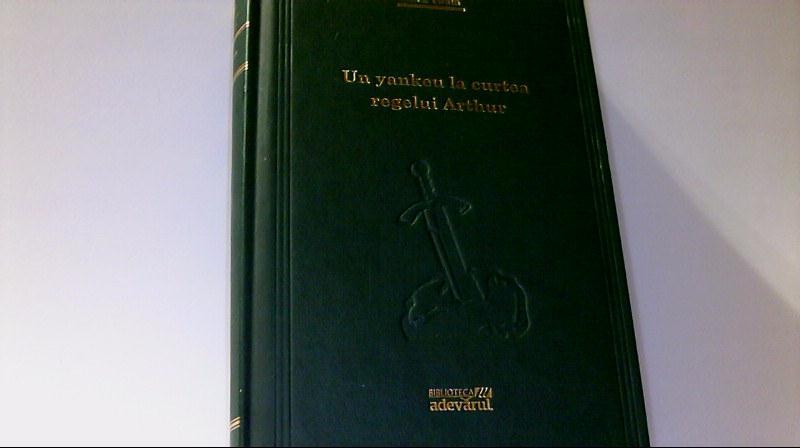 Un yankeu la curtea
regelui Arthur
BIBLIOTECA
adevărul